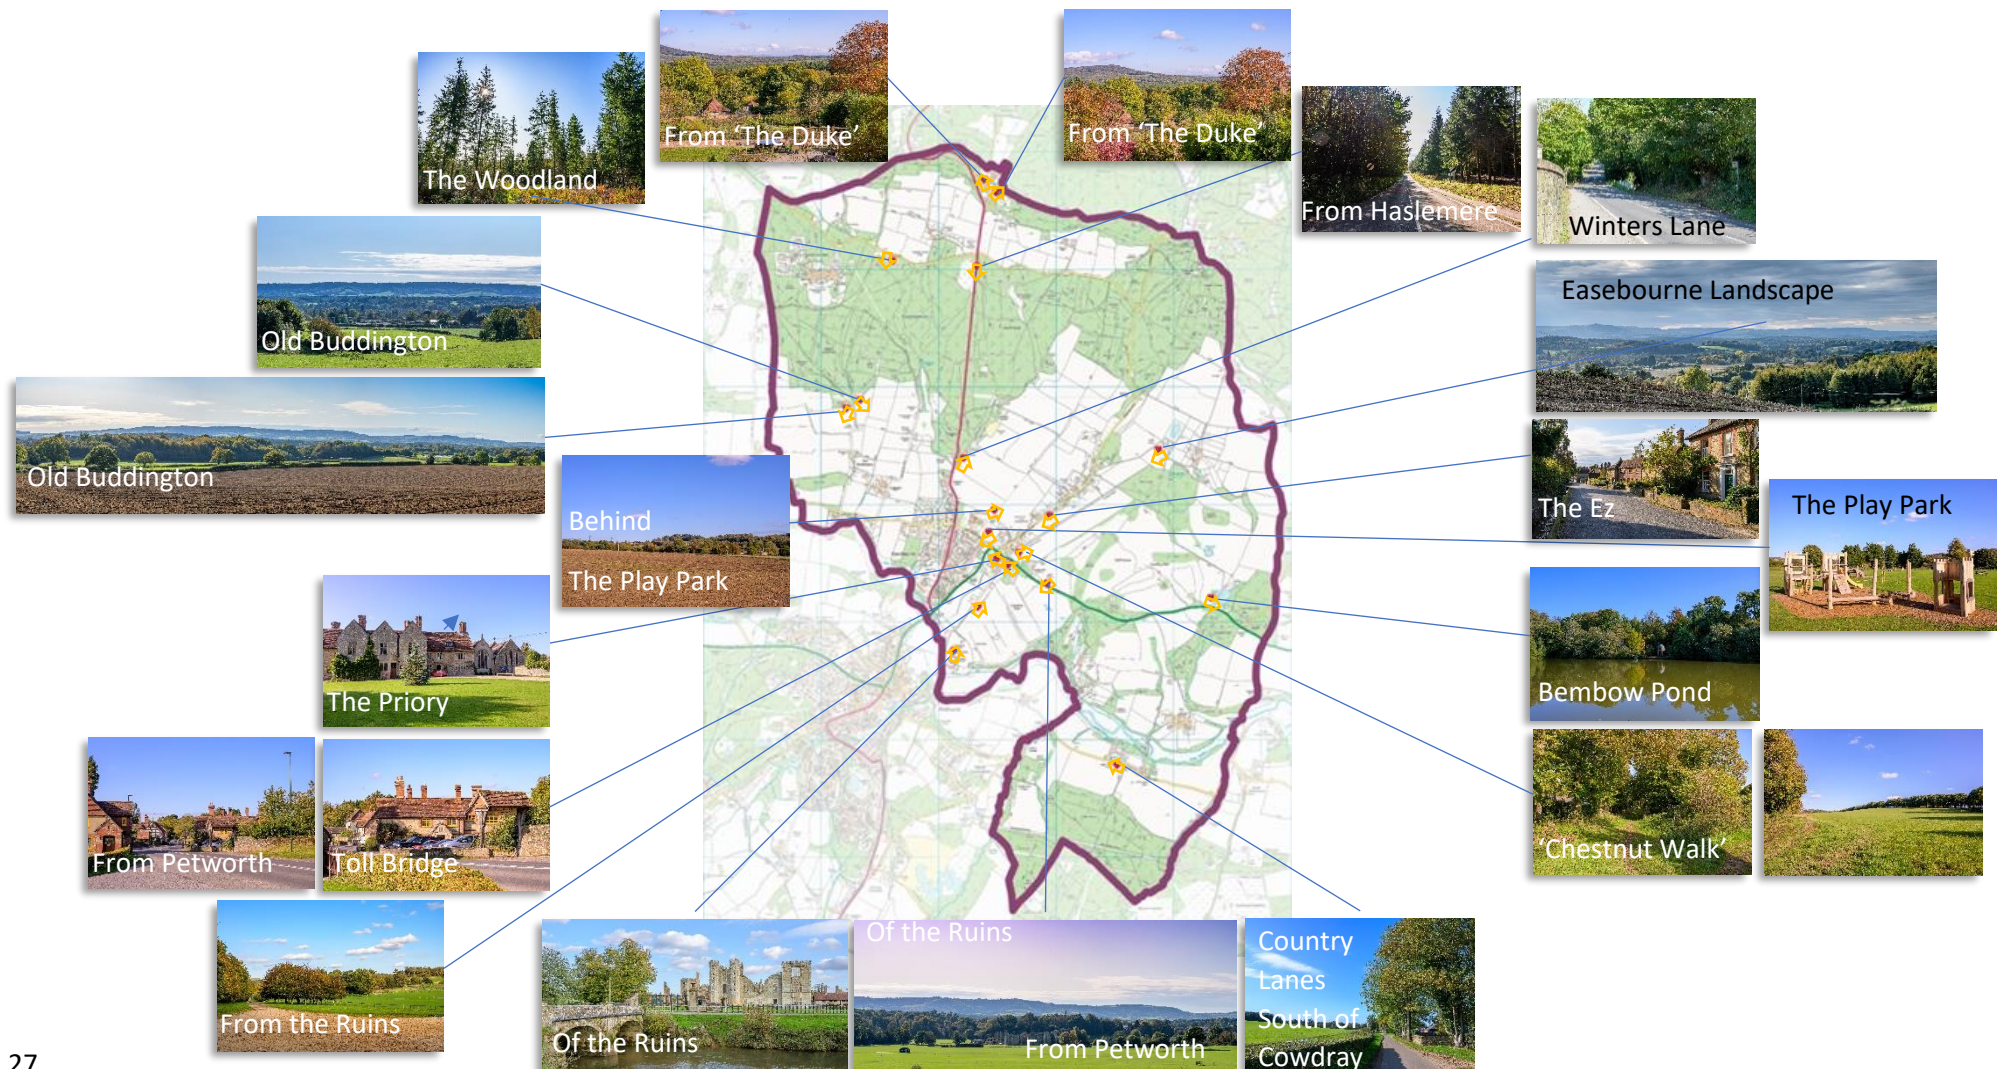 From 'The Duke'
From 'The Duke'
The Woodland
From Haslemere
Winters Lane
Old Buddington
Easebourne Landscape
Old Buddington
Behind
The Play Park
The Ez
The Play Park
The Priory
Bembow Pond
From Petworth
Toll Bridge
'Chestnut Walk'
From the Ruins
Of the Ruins
Of the Ruins
From Petworth
Country
Lanes
South of
Cowdray
27